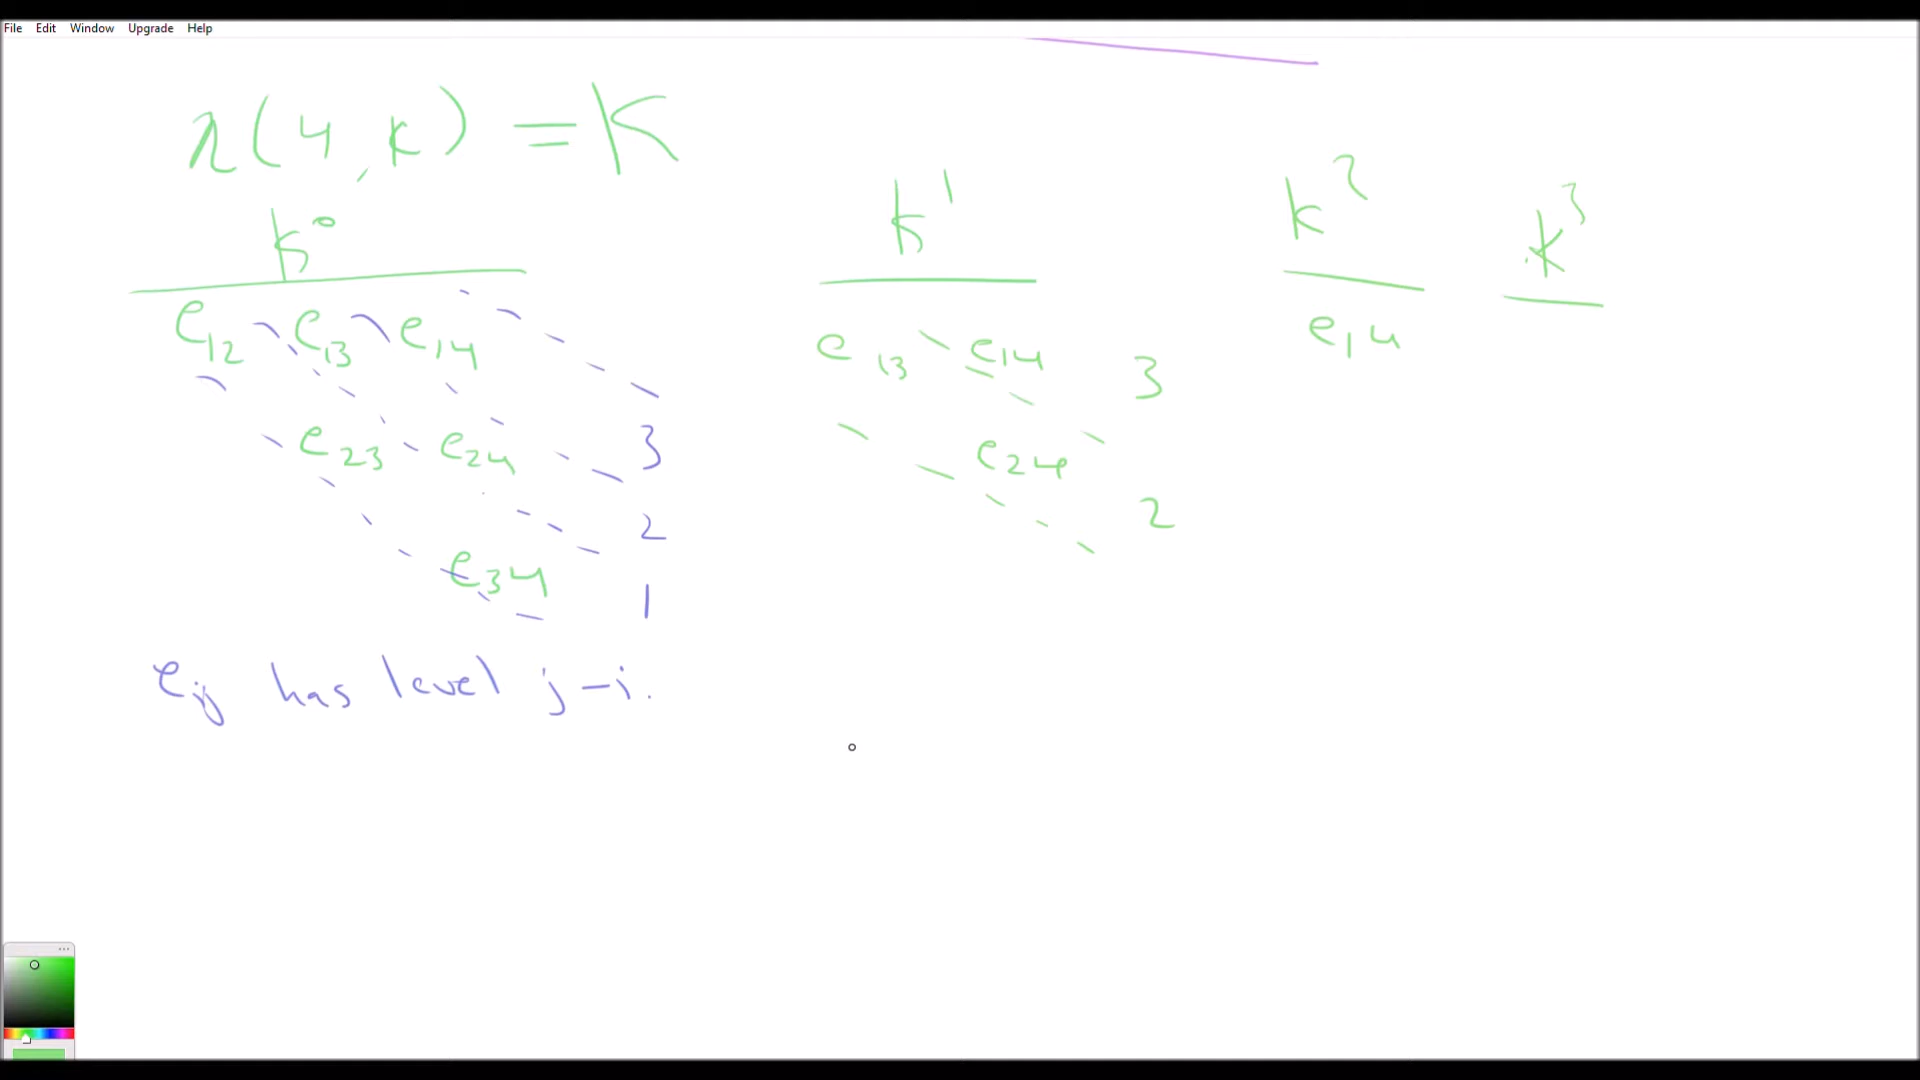 File Edit Window Upgrade Help
n(4, k) = K
K⁰ K¹ K² K³
e₁₂ e₁₃ e₁₄ e₁₃ e₁₄ 3 e₁₄
e₂₃ e₂₄ 3 e₂₄
2 2
e₃₄ 1
eᵢⱼ has level j-i.